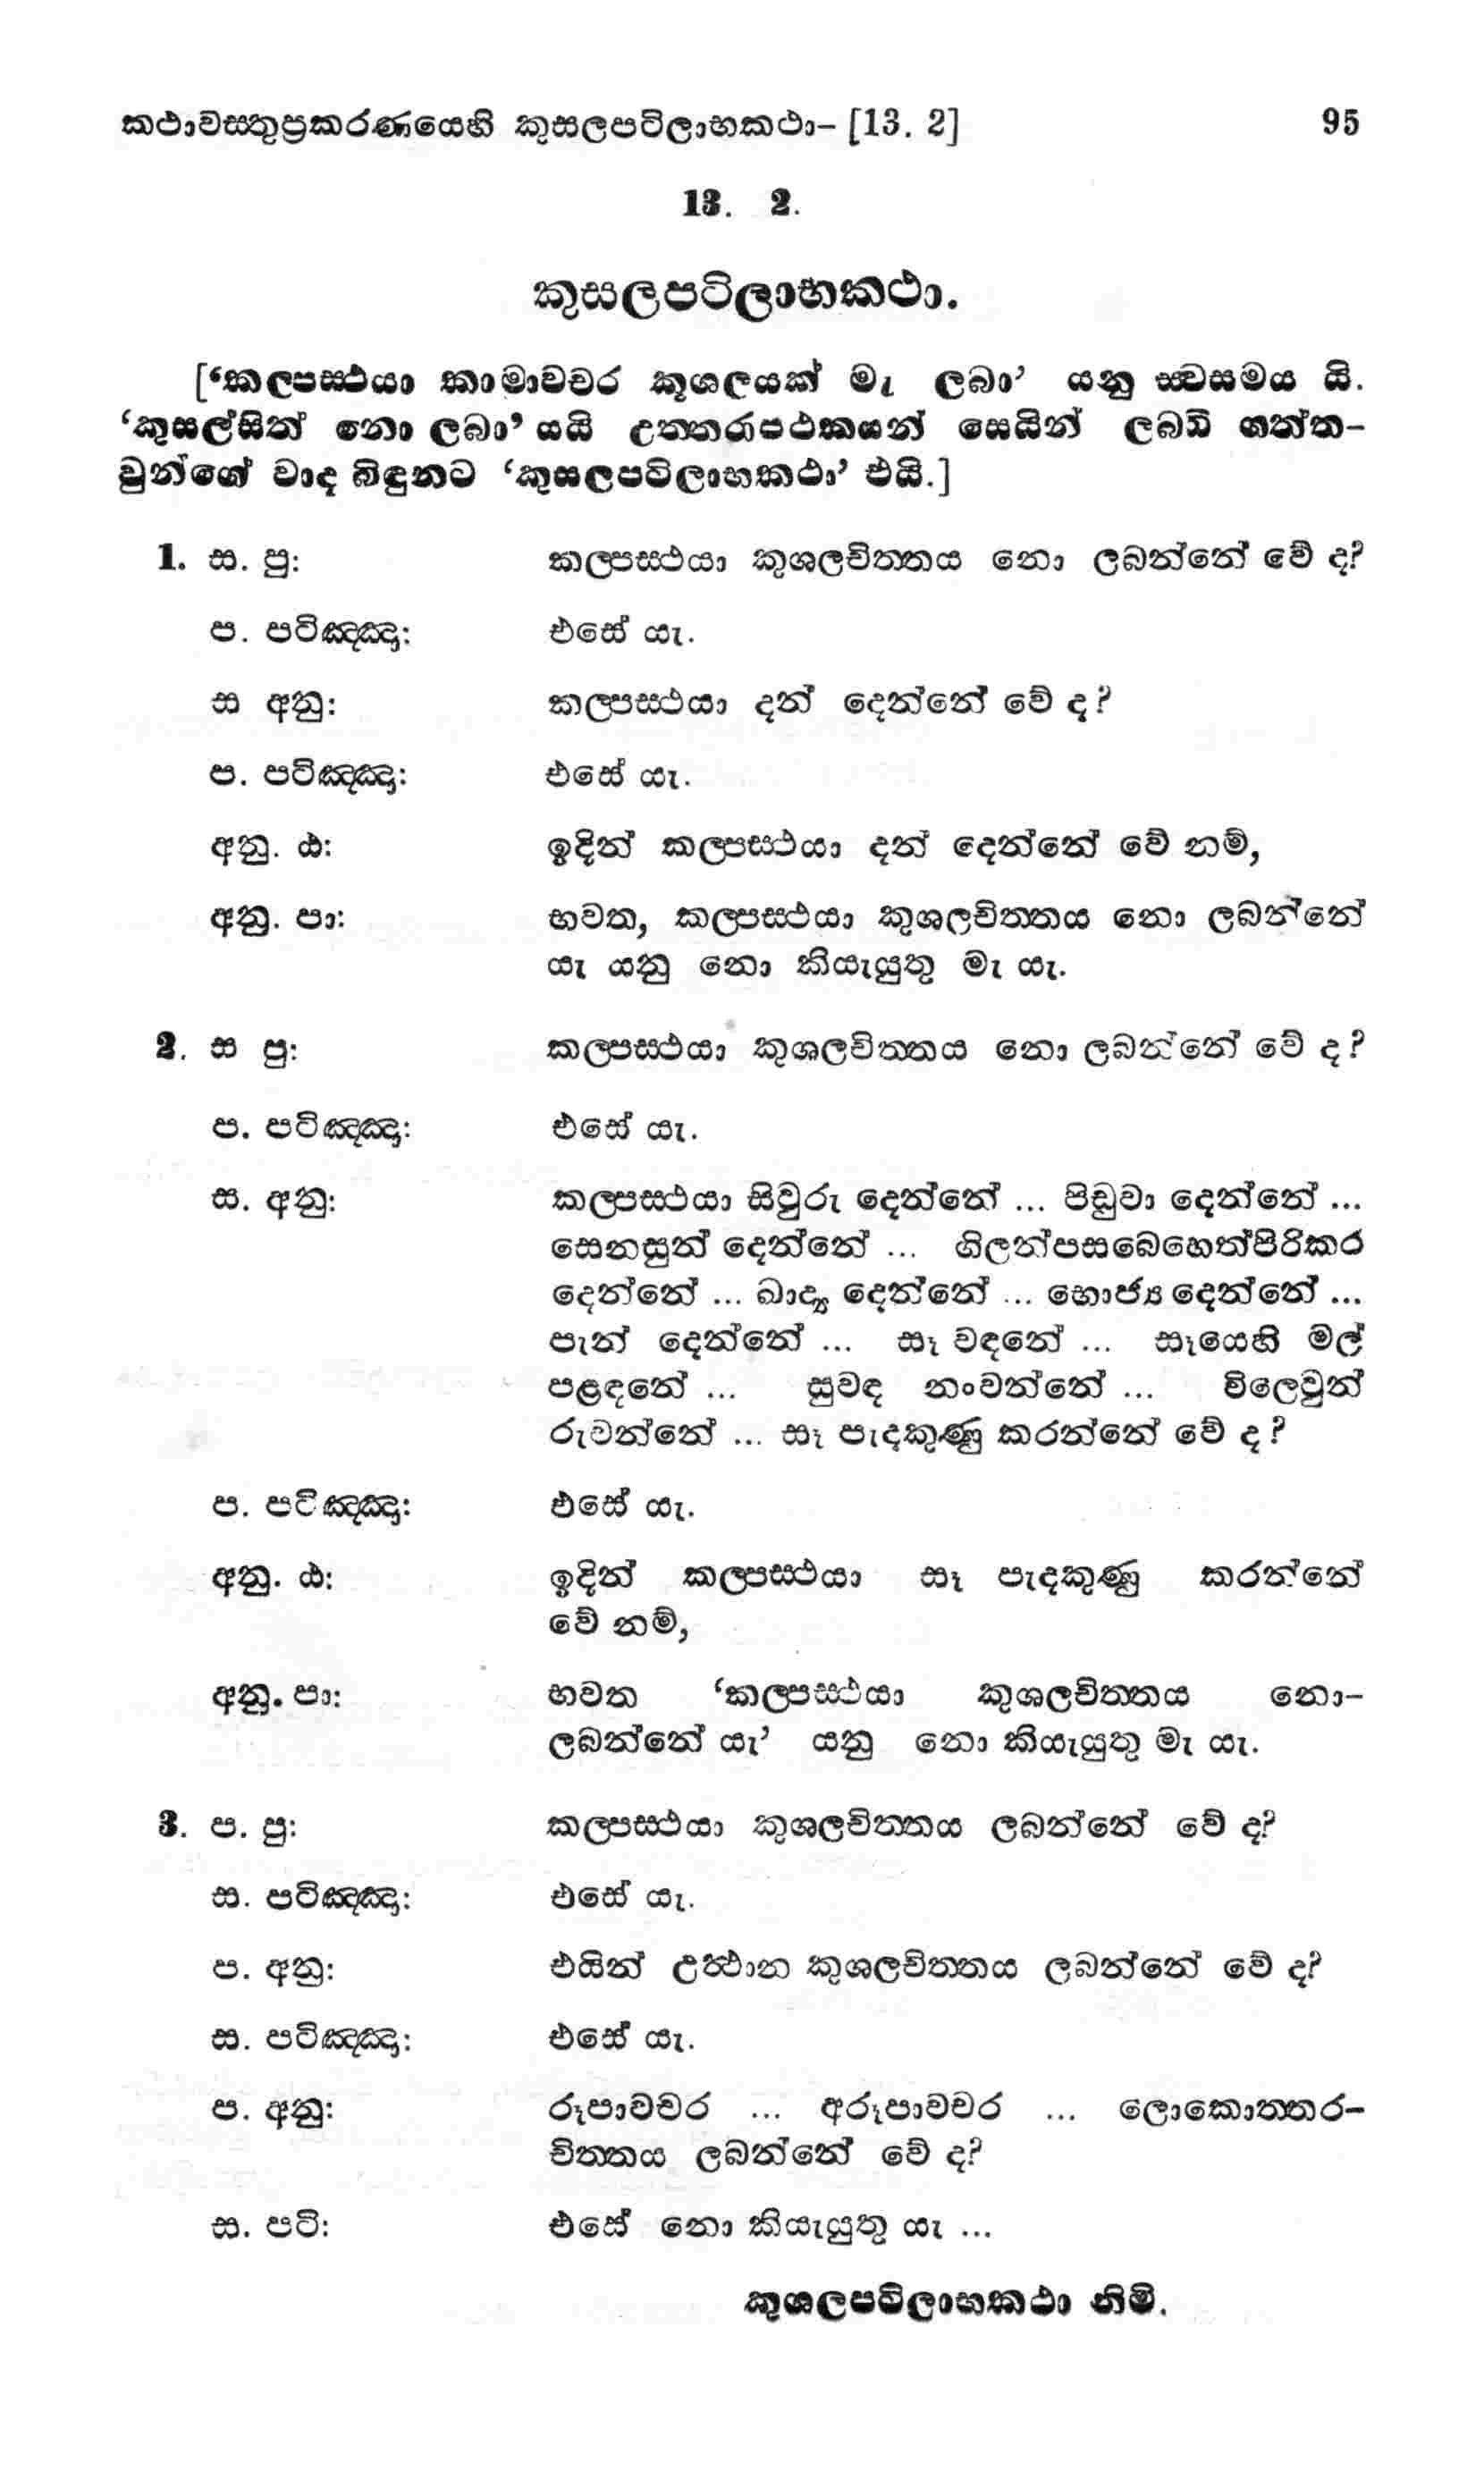 කථාවස්තුප්‍රකරණයෙහි කුසලපටිලාභකථා– [13. 2] 95
13. 2.
කුසලපටිලාභකථා.
[‘කල්පස්ථයා කාමාවචර කුශලයක් මැ ලබා’ යනු ස්වසමය යි.
‘කුසල්සිත් නො ලබා’ යයි උත්තරාපථකයන් සෙයින් ලබ්ධි ගත්ත-
වුන්ගේ වාද බිඳුනට ‘කුසලපටිලාභකථා’ එයි.]
1. ස. පු: කල්පස්ථයා කුශලචිත්තය නො ලබන්නේ වේ ද?
ප. පටිඤ්ඤා: එසේ යැ.
ස අනු: කල්පස්ථයා දන් දෙන්නේ වේ ද?
ප. පටිඤ්ඤා: එසේ යැ.
අනු. ඨ: ඉදින් කල්පස්ථයා දන් දෙන්නේ වේ නම්,
අනු. පා: භවත, කල්පස්ථයා කුශලචිත්තය නො ලබන්නේ
යැ යනු නො කියැයුතු මැ යැ.
2. ස පු: කල්පස්ථයා කුශලචිත්තය නො ලබන්නේ වේ ද?
ප. පටිඤ්ඤා: එසේ යැ.
ස. අනු: කල්පස්ථයා සිවුරු දෙන්නේ ... පිඩුවා දෙන්නේ ...
සෙනසුන් දෙන්නේ ... ගිලන්පසබෙහෙත්පිරිකර
දෙන්නේ ... ඛාද්‍ය දෙන්නේ ... භොජ්‍ය දෙන්නේ ...
පැන් දෙන්නේ ... සෑ වඳනේ ... සෑයෙහි මල්
පළඳනේ ... සුවඳ නංවන්නේ ... විලෙවුන්
රුවන්නේ ... සෑ පැදකුණු කරන්නේ වේ ද?
ප. පටිඤ්ඤා: එසේ යැ.
අනු. ඨ: ඉදින් කල්පස්ථයා සෑ පැදකුණු කරන්නේ
වේ නම්,
අනු. පා: භවත ‘කල්පස්ථයා කුශලචිත්තය නො-
ලබන්නේ යැ’ යනු නො කියැයුතු මැ යැ.
3. ප. පු: කල්පස්ථයා කුශලචිත්තය ලබන්නේ වේ ද?
ස. පටිඤ්ඤා: එසේ යැ.
ප. අනු: එයින් උත්ථාන කුශලචිත්තය ලබන්නේ වේ ද?
ස. පටිඤ්ඤා: එසේ යැ.
ප. අනු: රූපාවචර ... අරූපාවචර ... ලොකොත්තර-
චිත්තය ලබන්නේ වේ ද?
ස. පටි: එසේ නො කියැයුතු යැ ...
කුශලපටිලාභකථා නිමි.